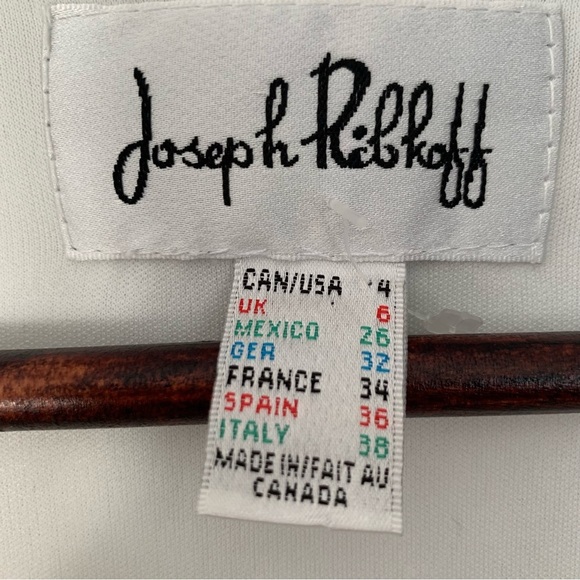 Joseph Ribkoff
CAN/USA 4
UK 6
MEXICO 26
GER 32
FRANCE 34
SPAIN 36
ITALY 38
MADE IN/FAIT AU
CANADA